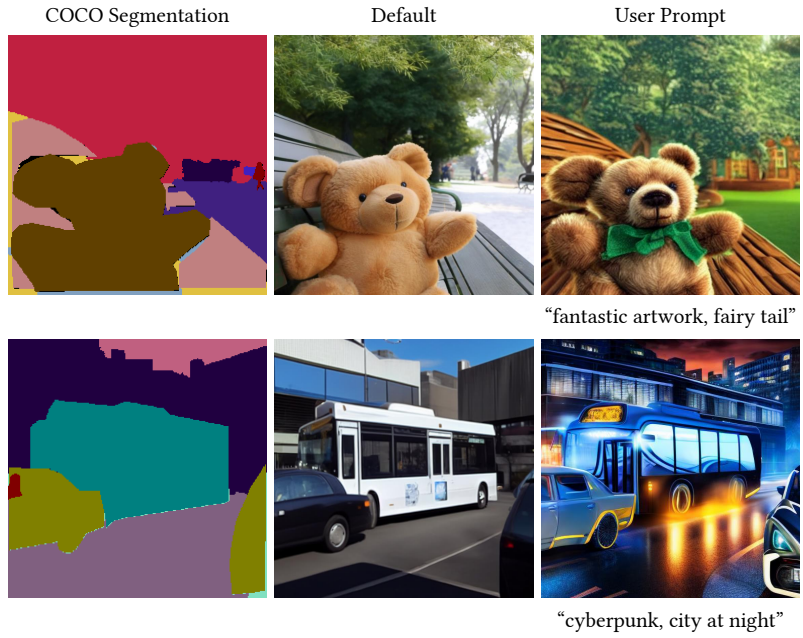 COCO Segmentation
Default
User Prompt
“fantastic artwork, fairy tail”
“cyberpunk, city at night”